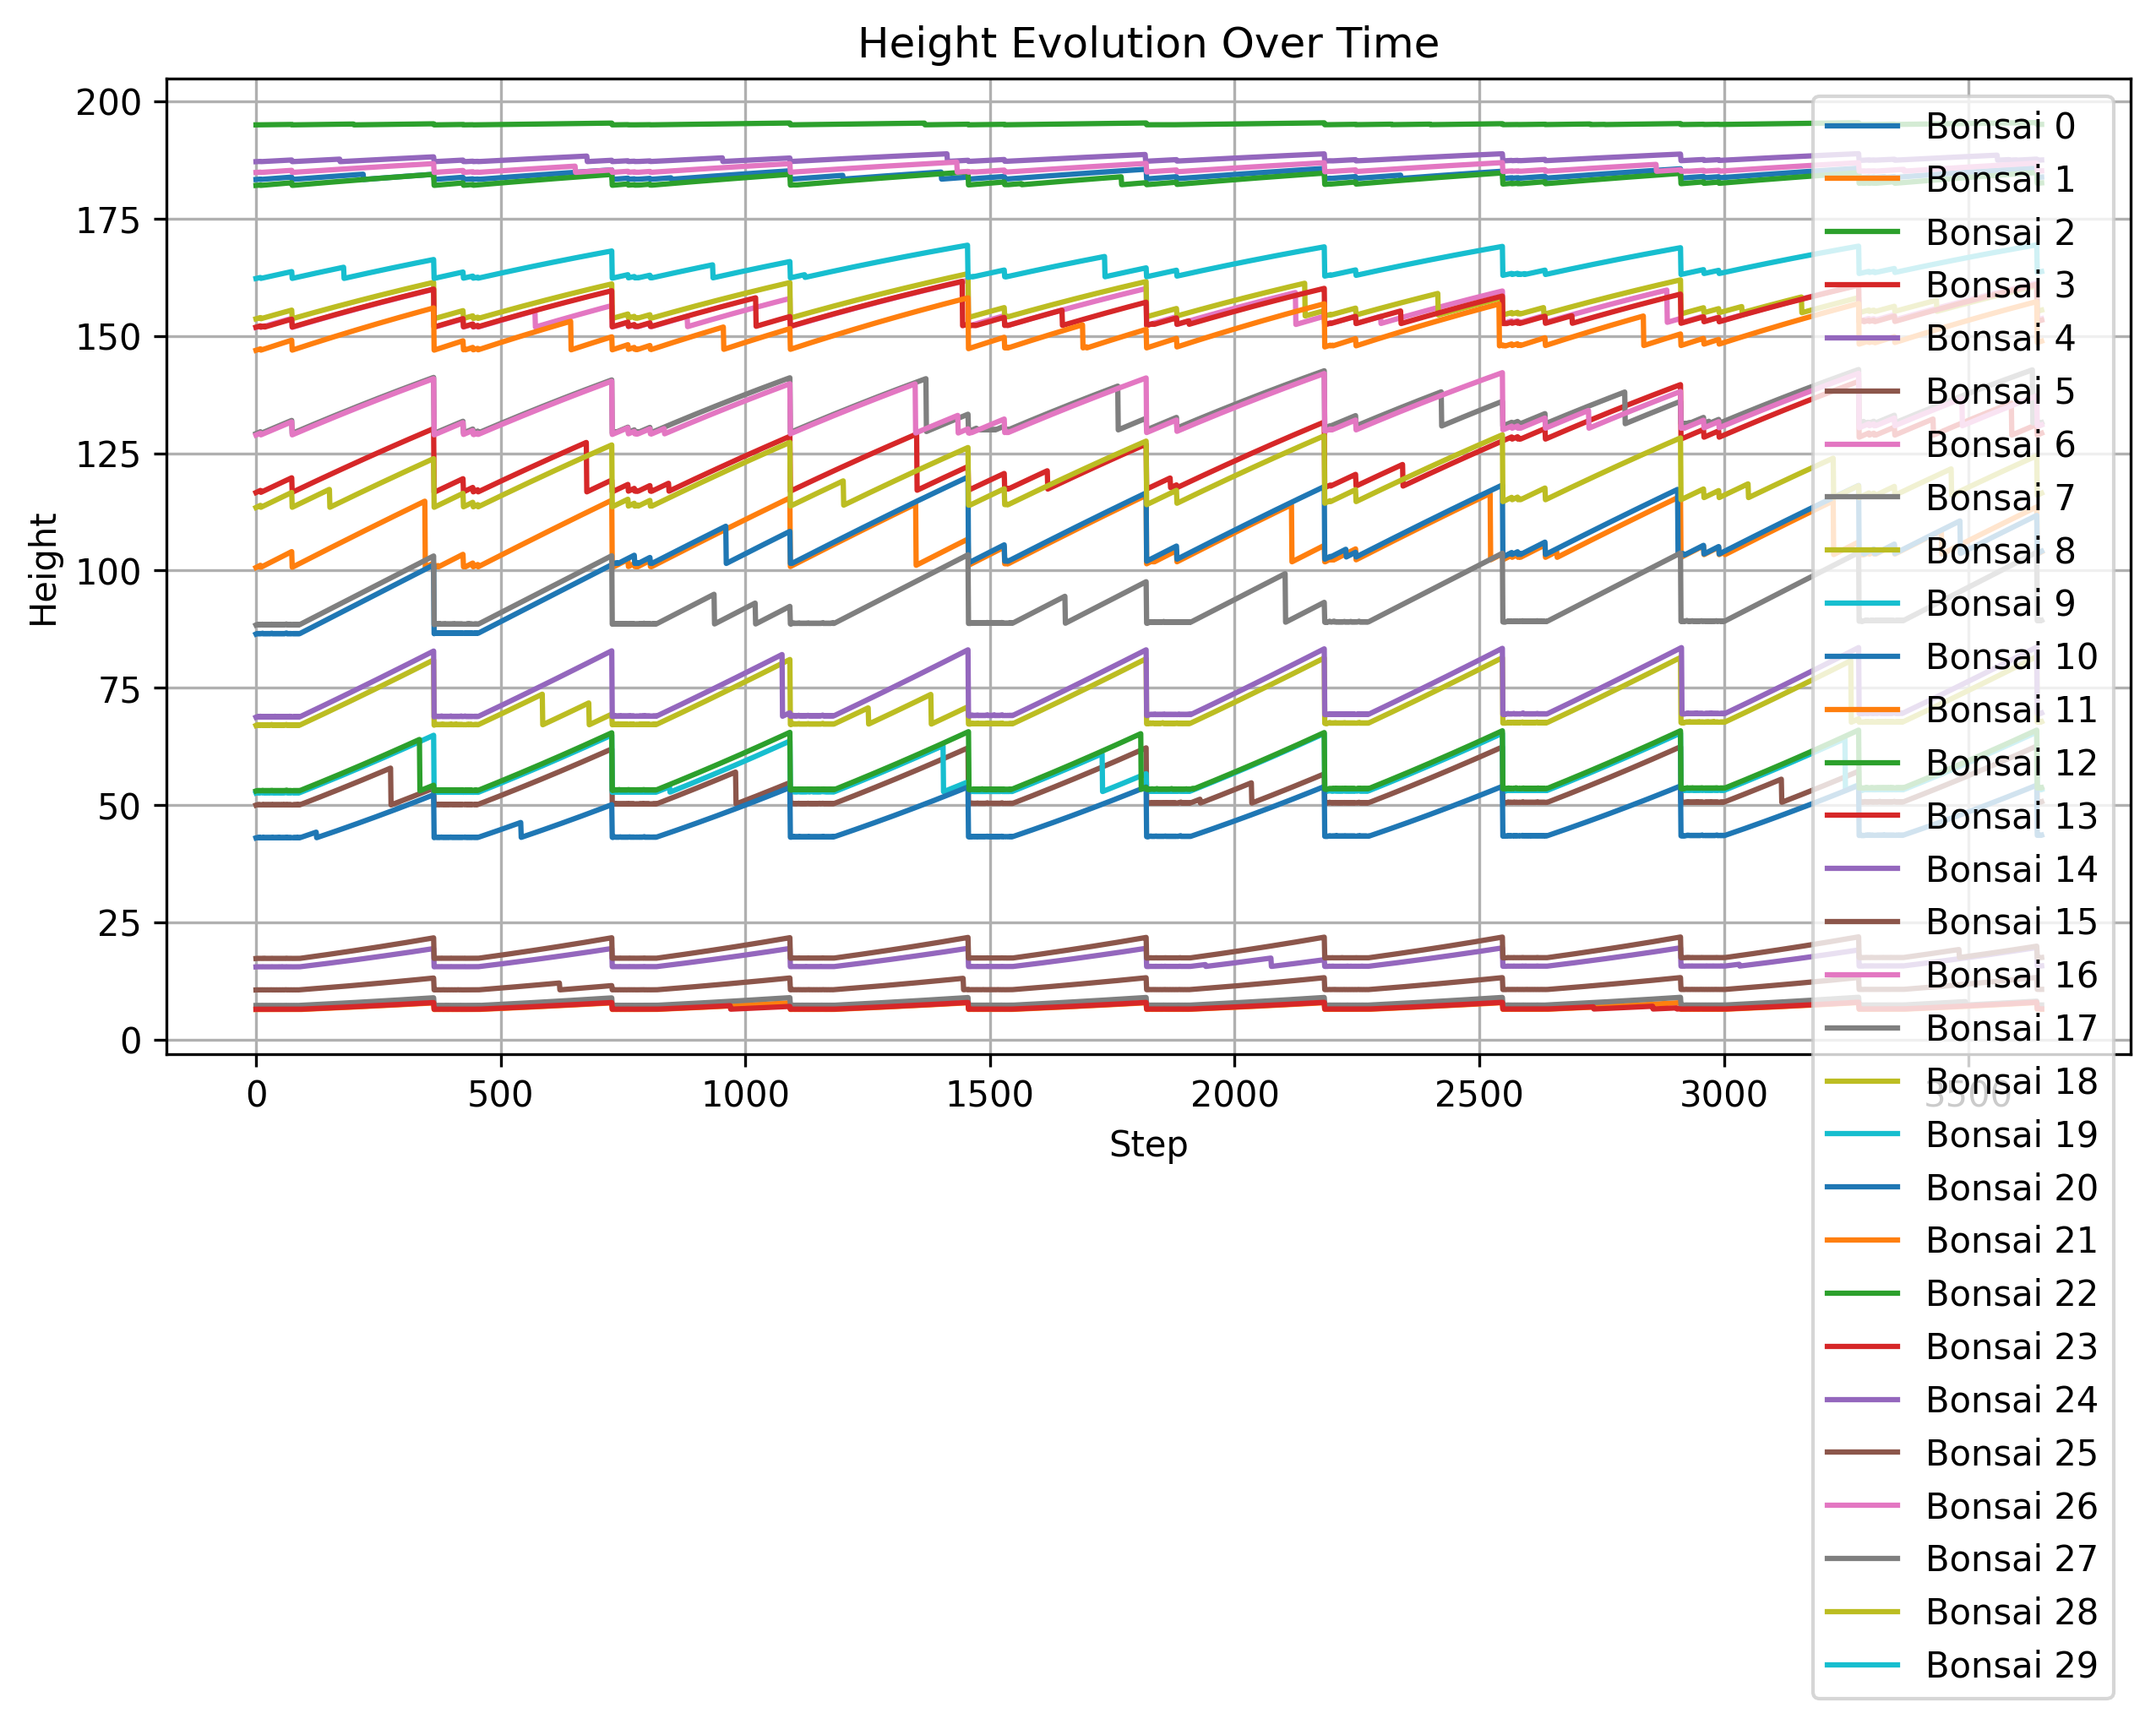 Height Evolution Over Time
Height
200
175
150
125
100
75
50
25
0
0 500 1000 1500 2000 2500 3000 3500
Step
Bonsai 0
Bonsai 1
Bonsai 2
Bonsai 3
Bonsai 4
Bonsai 5
Bonsai 6
Bonsai 7
Bonsai 8
Bonsai 9
Bonsai 10
Bonsai 11
Bonsai 12
Bonsai 13
Bonsai 14
Bonsai 15
Bonsai 16
Bonsai 17
Bonsai 18
Bonsai 19
Bonsai 20
Bonsai 21
Bonsai 22
Bonsai 23
Bonsai 24
Bonsai 25
Bonsai 26
Bonsai 27
Bonsai 28
Bonsai 29